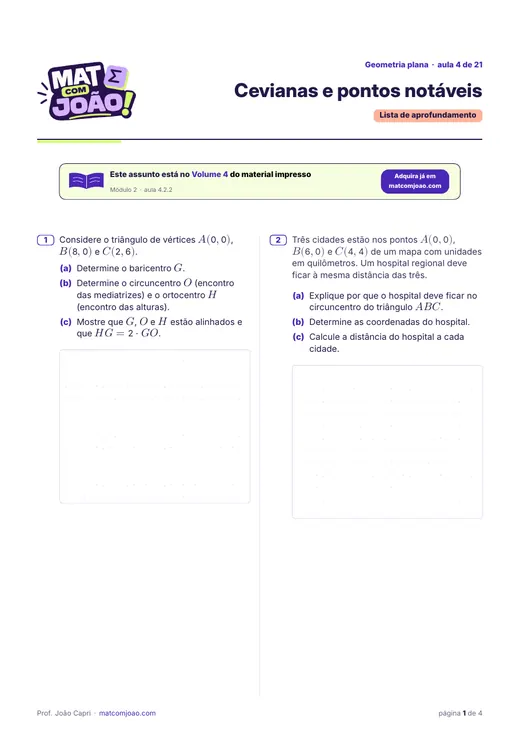 MAT Σ
COM
JOÃO!
Geometria plana · aula 4 de 21
Cevianas e pontos notáveis
Lista de aprofundamento
Este assunto está no Volume 4 do material impresso
Módulo 2 · aula 4.2.2
Adquira já em
matcomjoao.com
1 Considere o triângulo de vértices A(0, 0),
B(8, 0) e C(2, 6).
(a) Determine o baricentro G.
(b) Determine o circuncentro O (encontro
das mediatrizes) e o ortocentro H
(encontro das alturas).
(c) Mostre que G, O e H estão alinhados e
que HG = 2 · GO.
2 Três cidades estão nos pontos A(0, 0),
B(6, 0) e C(4, 4) de um mapa com unidades
em quilômetros. Um hospital regional deve
ficar à mesma distância das três.
(a) Explique por que o hospital deve ficar no
circuncentro do triângulo ABC.
(b) Determine as coordenadas do hospital.
(c) Calcule a distância do hospital a cada
cidade.
Prof. João Capri · matcomjoao.com
página 1 de 4